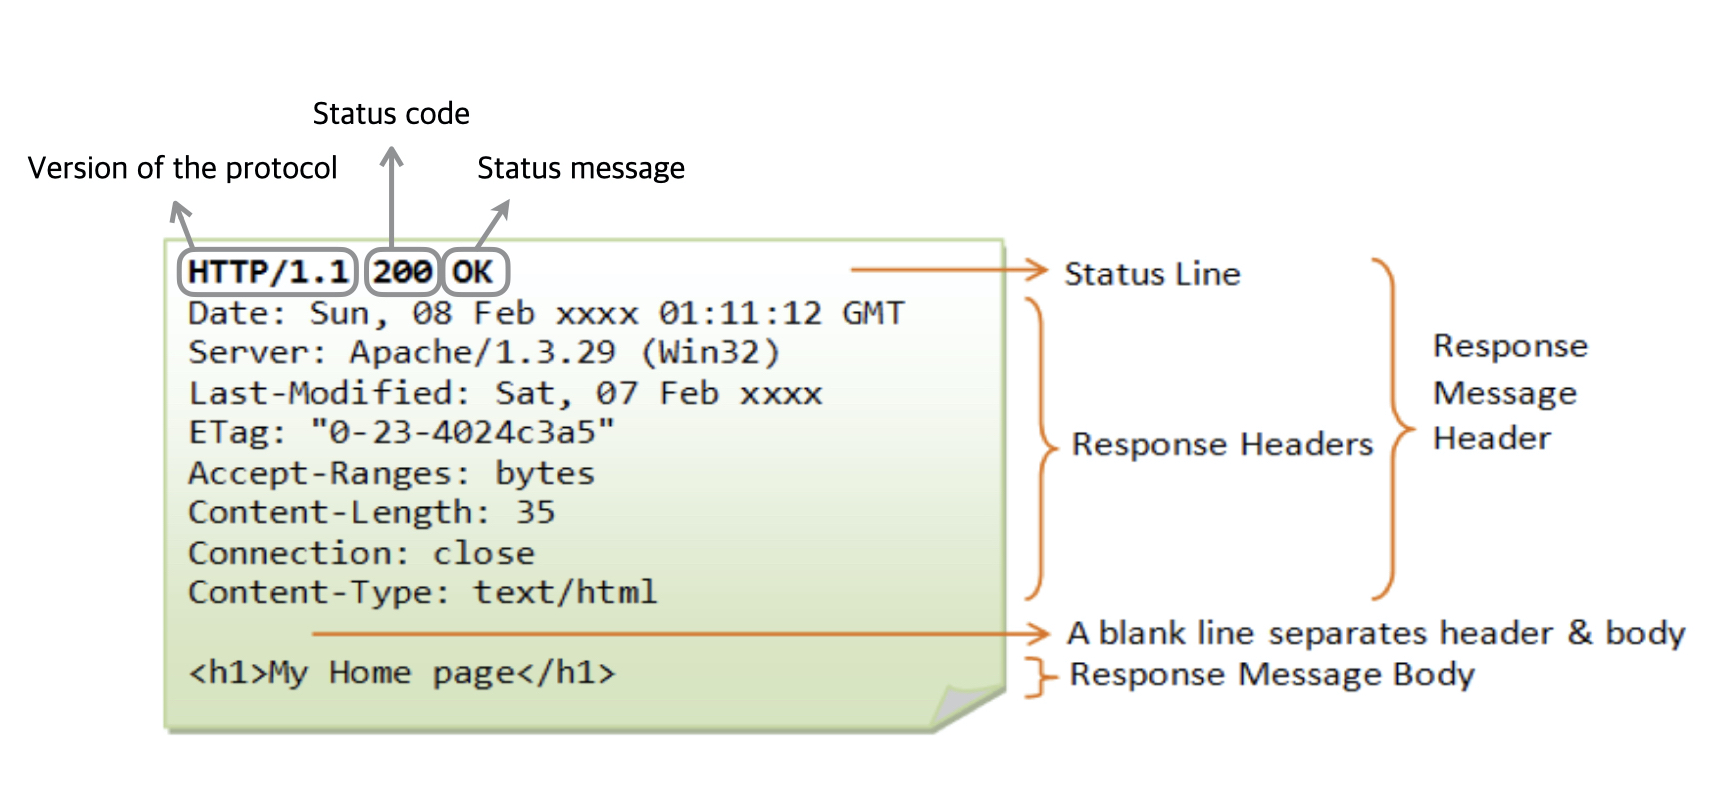 Status code
Version of the protocol
Status message
HTTP/1.1 200 OK
Status Line
Date: Sun, 08 Feb xxxx 01:11:12 GMT
Server: Apache/1.3.29 (Win32)
Last-Modified: Sat, 07 Feb xxxx
ETag: "0-23-4024c3a5"
Accept-Ranges: bytes
Content-Length: 35
Connection: close
Content-Type: text/html
Response Headers
Response
Message
Header
A blank line separates header & body
<h1>My Home page</h1>
Response Message Body